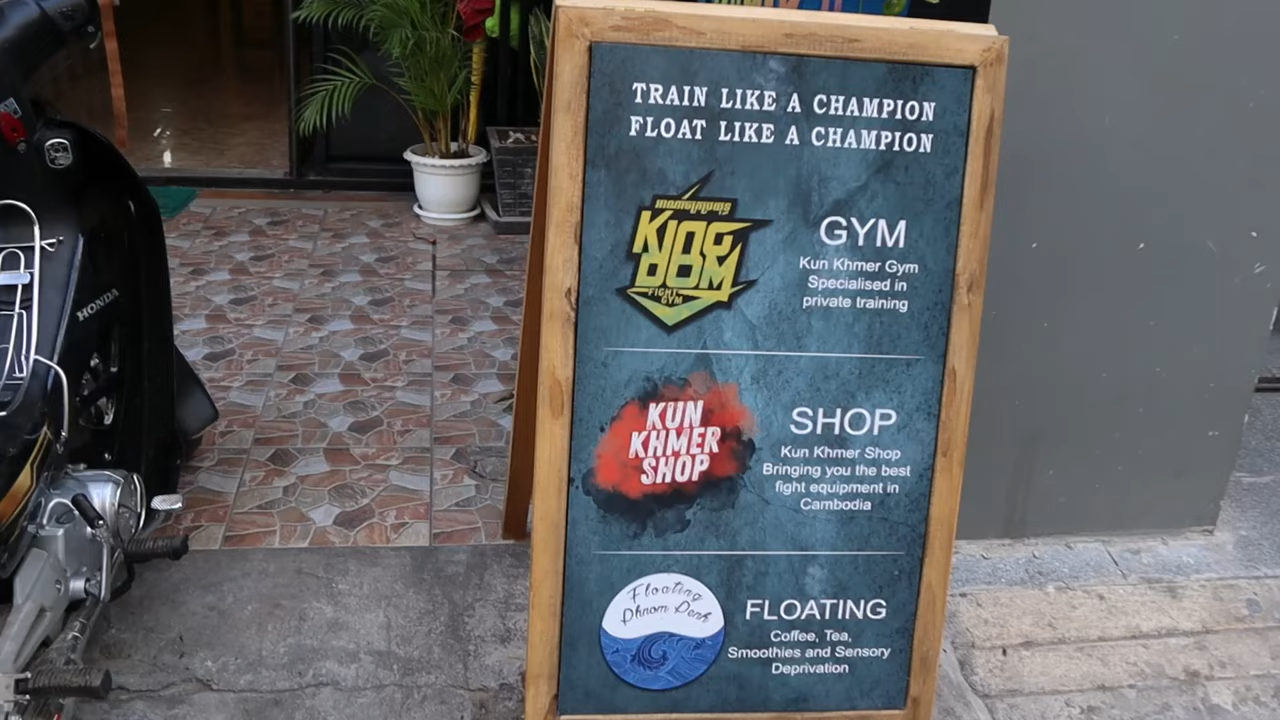 TRAIN LIKE A CHAMPION
FLOAT LIKE A CHAMPION
KINGDOM
FIGHT
GYM
GYM
Kun Khmer Gym
Specialised in
private training
KUN
KHMER
SHOP
SHOP
Kun Khmer Shop
Bringing you the best
fight equipment in
Cambodia
Floating
Phnom Penh
FLOATING
Coffee, Tea,
Smoothies and Sensory
Deprivation
HONDA